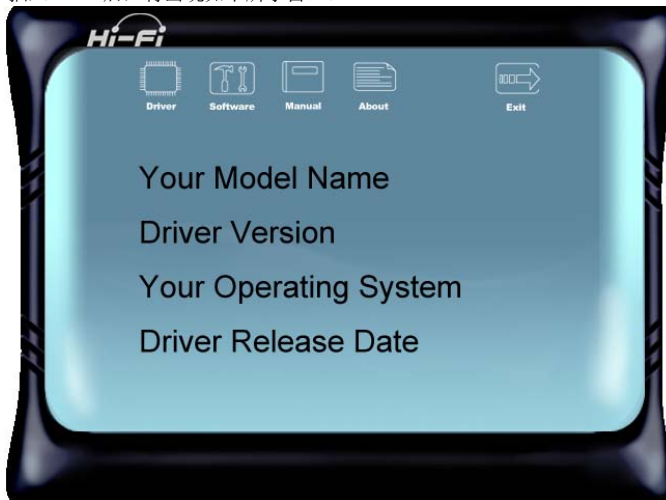 Hi-Fi
Driver Software Manual About Exit
Your Model Name
Driver Version
Your Operating System
Driver Release Date